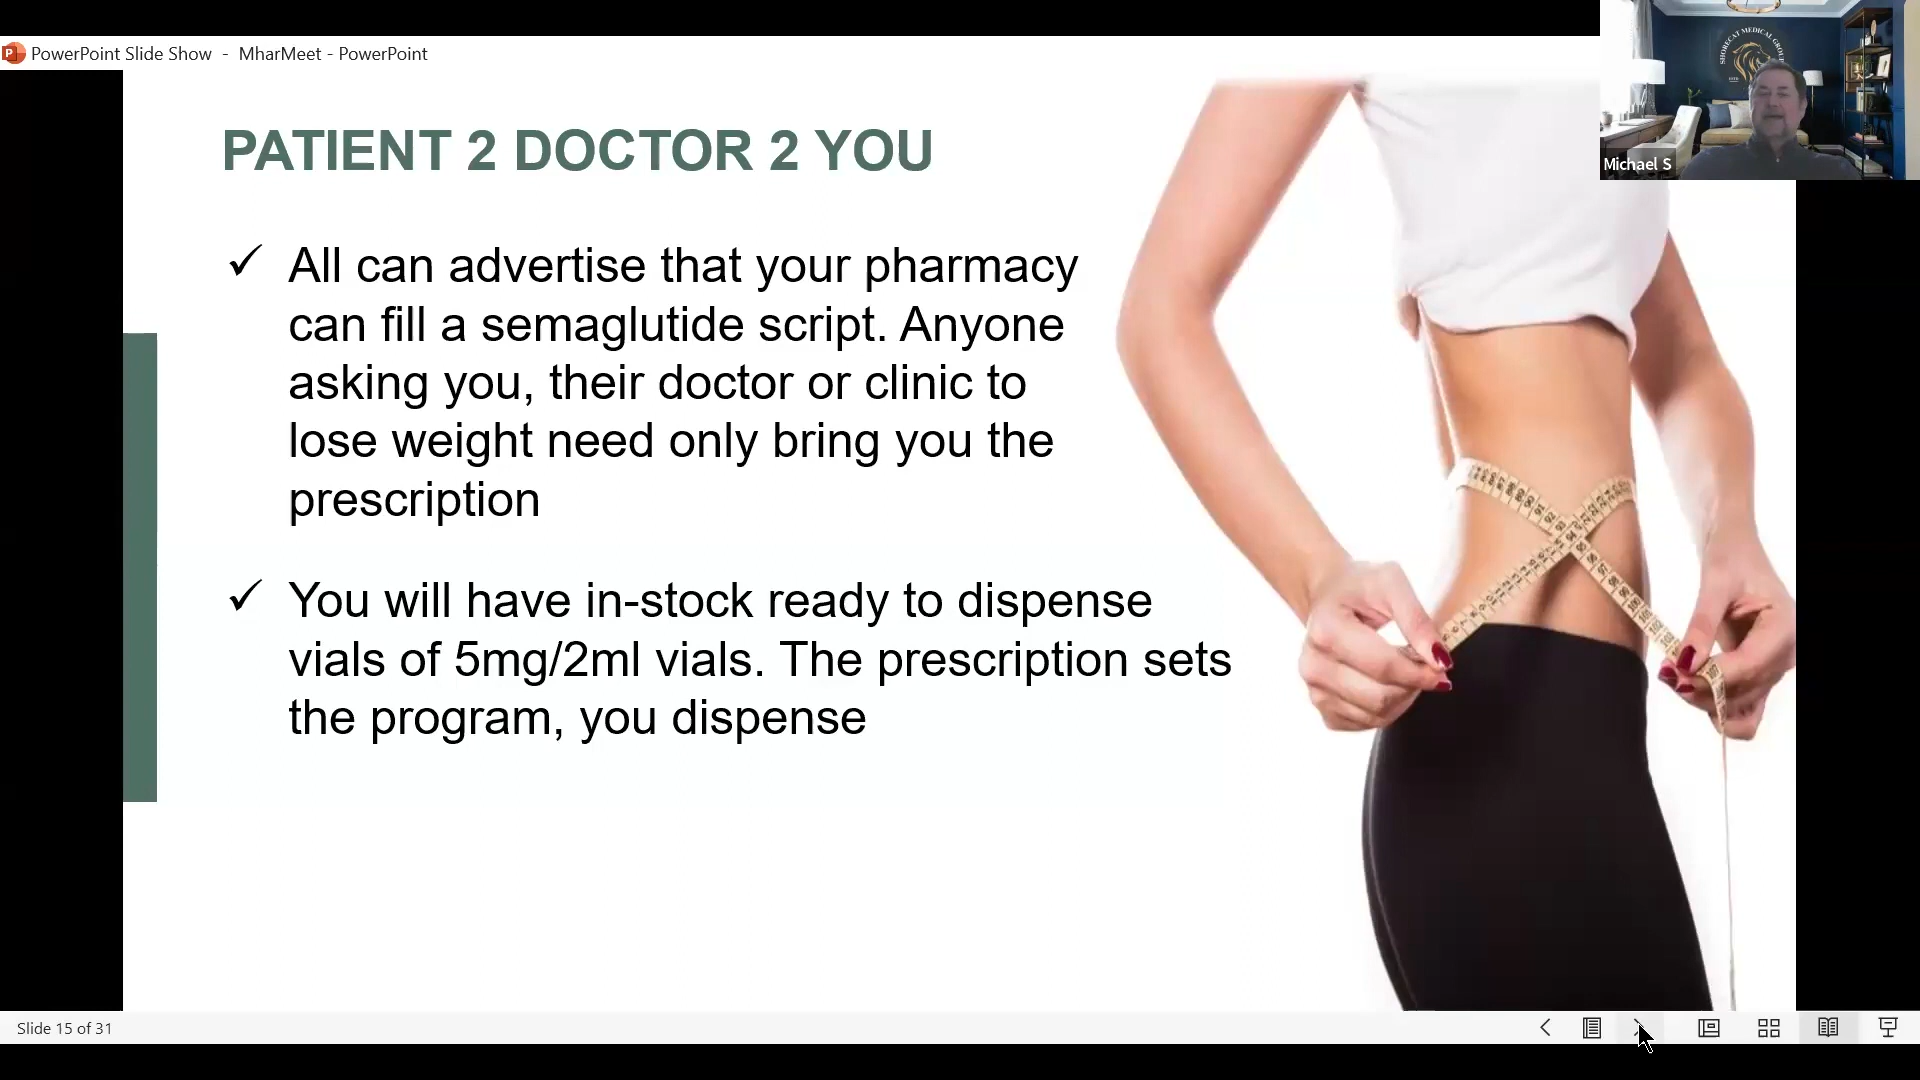 PowerPoint Slide Show - MharMeet - PowerPoint
SHORECAT MEDICAL GROUP
Michael S
PATIENT 2 DOCTOR 2 YOU
✓ All can advertise that your pharmacy
can fill a semaglutide script. Anyone
asking you, their doctor or clinic to
lose weight need only bring you the
prescription
✓ You will have in-stock ready to dispense
vials of 5mg/2ml vials. The prescription sets
the program, you dispense
Slide 15 of 31